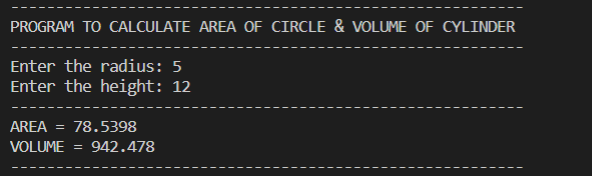 ---------------------------------------------------------
PROGRAM TO CALCULATE AREA OF CIRCLE & VOLUME OF CYLINDER
---------------------------------------------------------
Enter the radius: 5
Enter the height: 12
---------------------------------------------------------
AREA = 78.5398
VOLUME = 942.478
---------------------------------------------------------